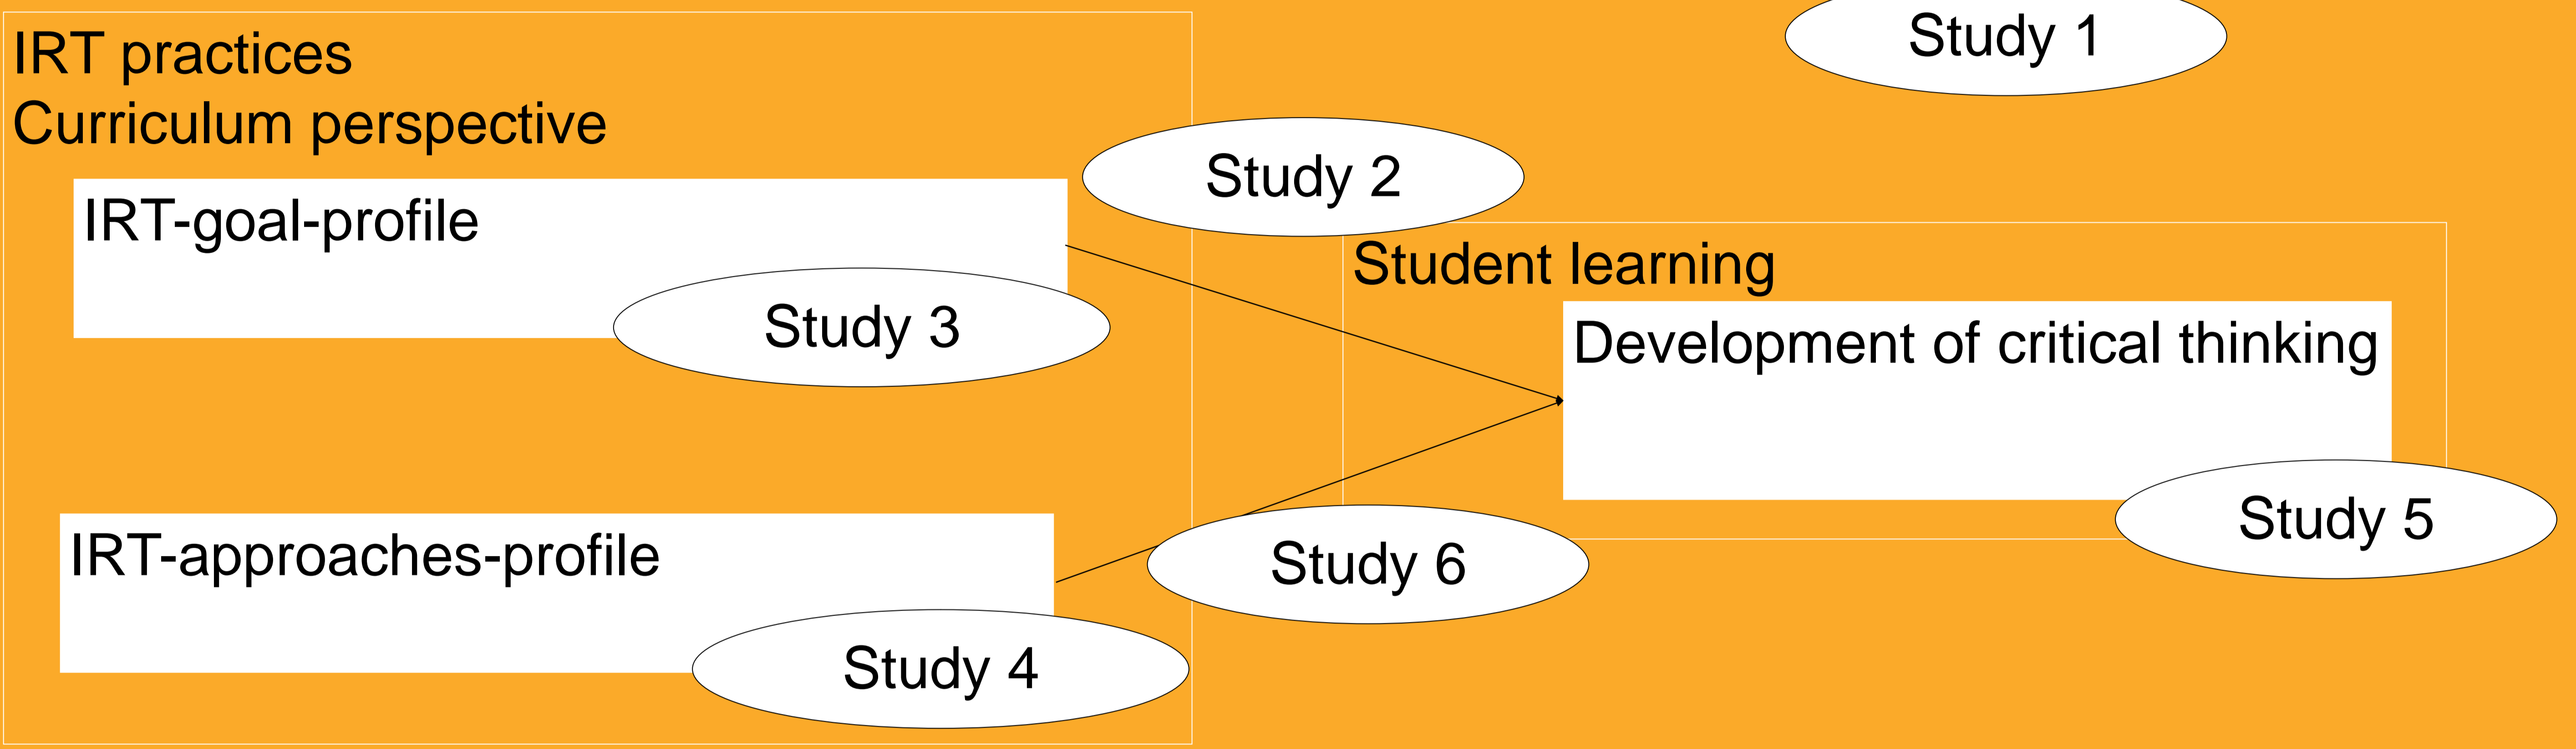 IRT practices
Curriculum perspective
Study 1
Study 2
IRT-goal-profile
Study 3
Student learning
Development of critical thinking
Study 5
IRT-approaches-profile
Study 6
Study 4